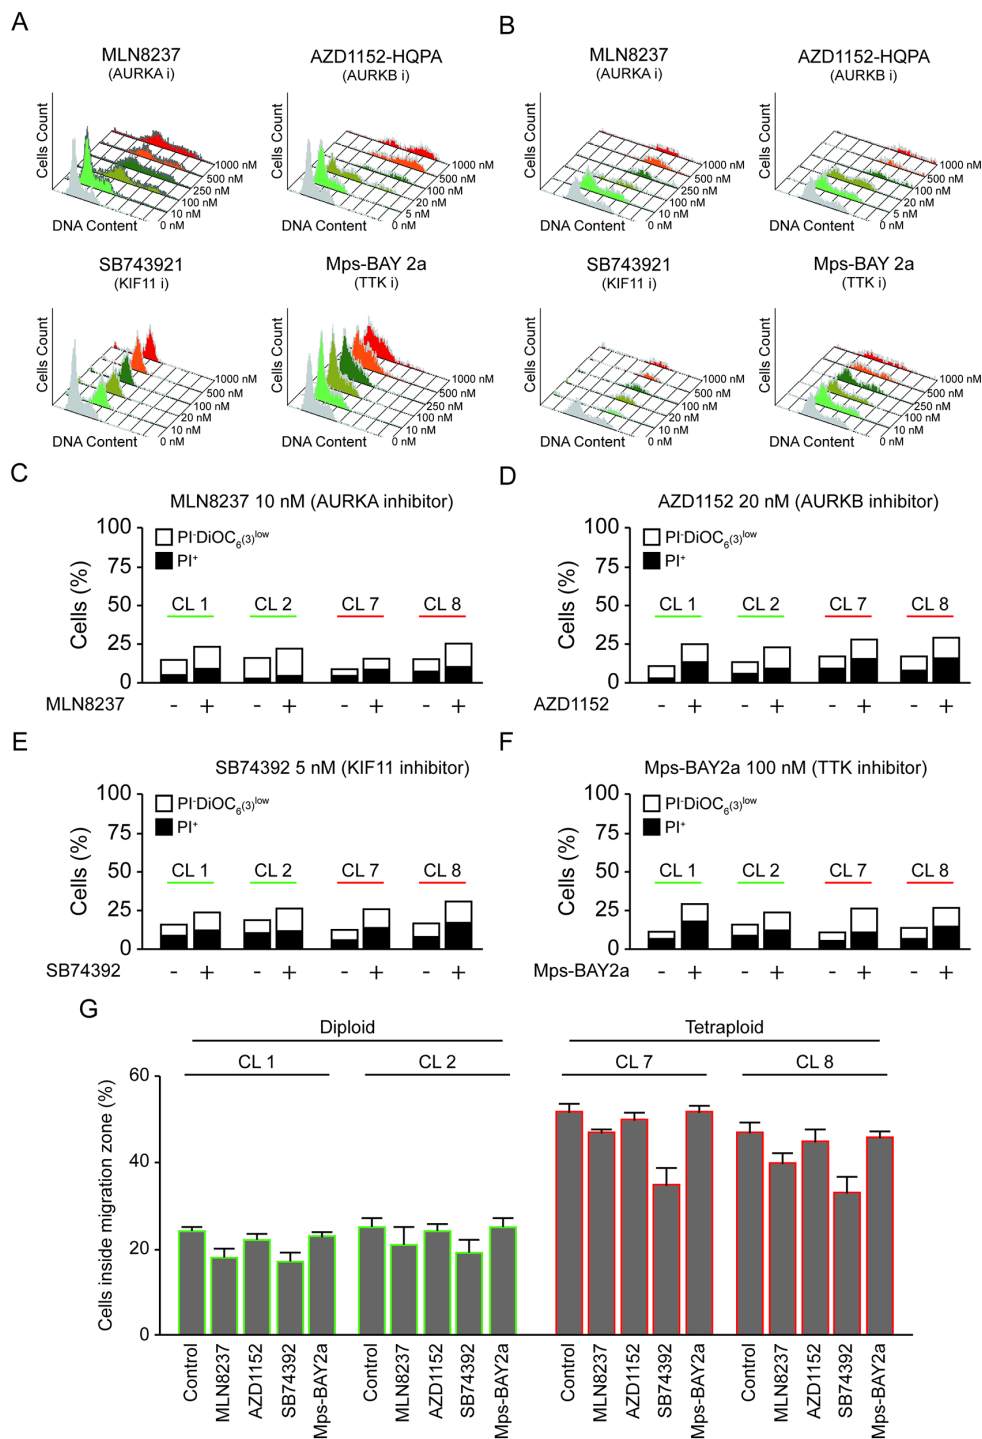 A
MLN8237
(AURKA i)
Cells Count
1000 nM
500 nM
250 nM
100 nM
10 nM
0 nM
DNA Content
AZD1152-HQPA
(AURKB i)
Cells Count
1000 nM
500 nM
100 nM
20 nM
5 nM
0 nM
DNA Content
SB743921
(KIF11 i)
Cells Count
1000 nM
500 nM
200 nM
100 nM
20 nM
0 nM
DNA Content
Mps-BAY 2a
(TTK i)
Cells Count
1000 nM
500 nM
250 nM
100 nM
10 nM
0 nM
DNA Content
B
MLN8237
(AURKA i)
Cells Count
1000 nM
500 nM
250 nM
100 nM
10 nM
0 nM
DNA Content
AZD1152-HQPA
(AURKB i)
Cells Count
1000 nM
500 nM
100 nM
20 nM
5 nM
0 nM
DNA Content
SB743921
(KIF11 i)
Cells Count
1000 nM
500 nM
200 nM
100 nM
20 nM
0 nM
DNA Content
Mps-BAY 2a
(TTK i)
Cells Count
1000 nM
500 nM
250 nM
100 nM
10 nM
0 nM
DNA Content
C
MLN8237 10 nM (AURKA inhibitor)
Cells (%)
100
75
50
25
0
PI-DiOC6(3)low
PI+
CL 1
CL 2
CL 7
CL 8
MLN8237 - + - + - + - +
D
AZD1152 20 nM (AURKB inhibitor)
Cells (%)
100
75
50
25
0
PI-DiOC6(3)low
PI+
CL 1
CL 2
CL 7
CL 8
AZD1152 - + - + - + - +
E
SB74392 5 nM (KIF11 inhibitor)
Cells (%)
100
75
50
25
0
PI-DiOC6(3)low
PI+
CL 1
CL 2
CL 7
CL 8
SB74392 - + - + - + - +
F
Mps-BAY2a 100 nM (TTK inhibitor)
Cells (%)
100
75
50
25
0
PI-DiOC6(3)low
PI+
CL 1
CL 2
CL 7
CL 8
Mps-BAY2a - + - + - + - +
G
Diploid
Tetraploid
CL 1
CL 2
CL 7
CL 8
Cells inside migration zone (%)
60
40
20
0
Control
MLN8237
AZD1152
SB74392
Mps-BAY2a
Control
MLN8237
AZD1152
SB74392
Mps-BAY2a
Control
MLN8237
AZD1152
SB74392
Mps-BAY2a
Control
MLN8237
AZD1152
SB74392
Mps-BAY2a